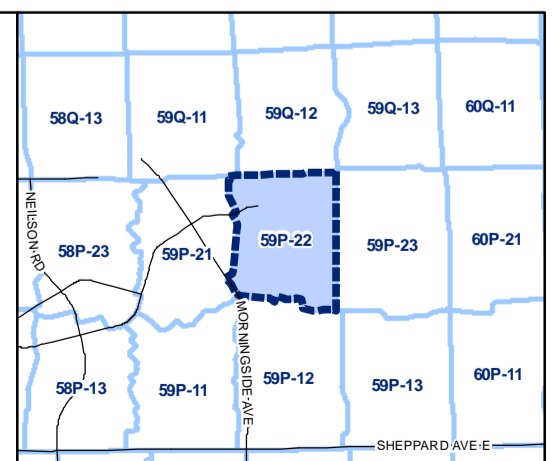 58Q-13
59Q-11
59Q-12
59Q-13
60Q-11
NEILSON RD
58P-23
59P-21
59P-22
59P-23
60P-21
MORNINGSIDE AVE
58P-13
59P-11
59P-12
59P-13
60P-11
SHEPPARD AVE E